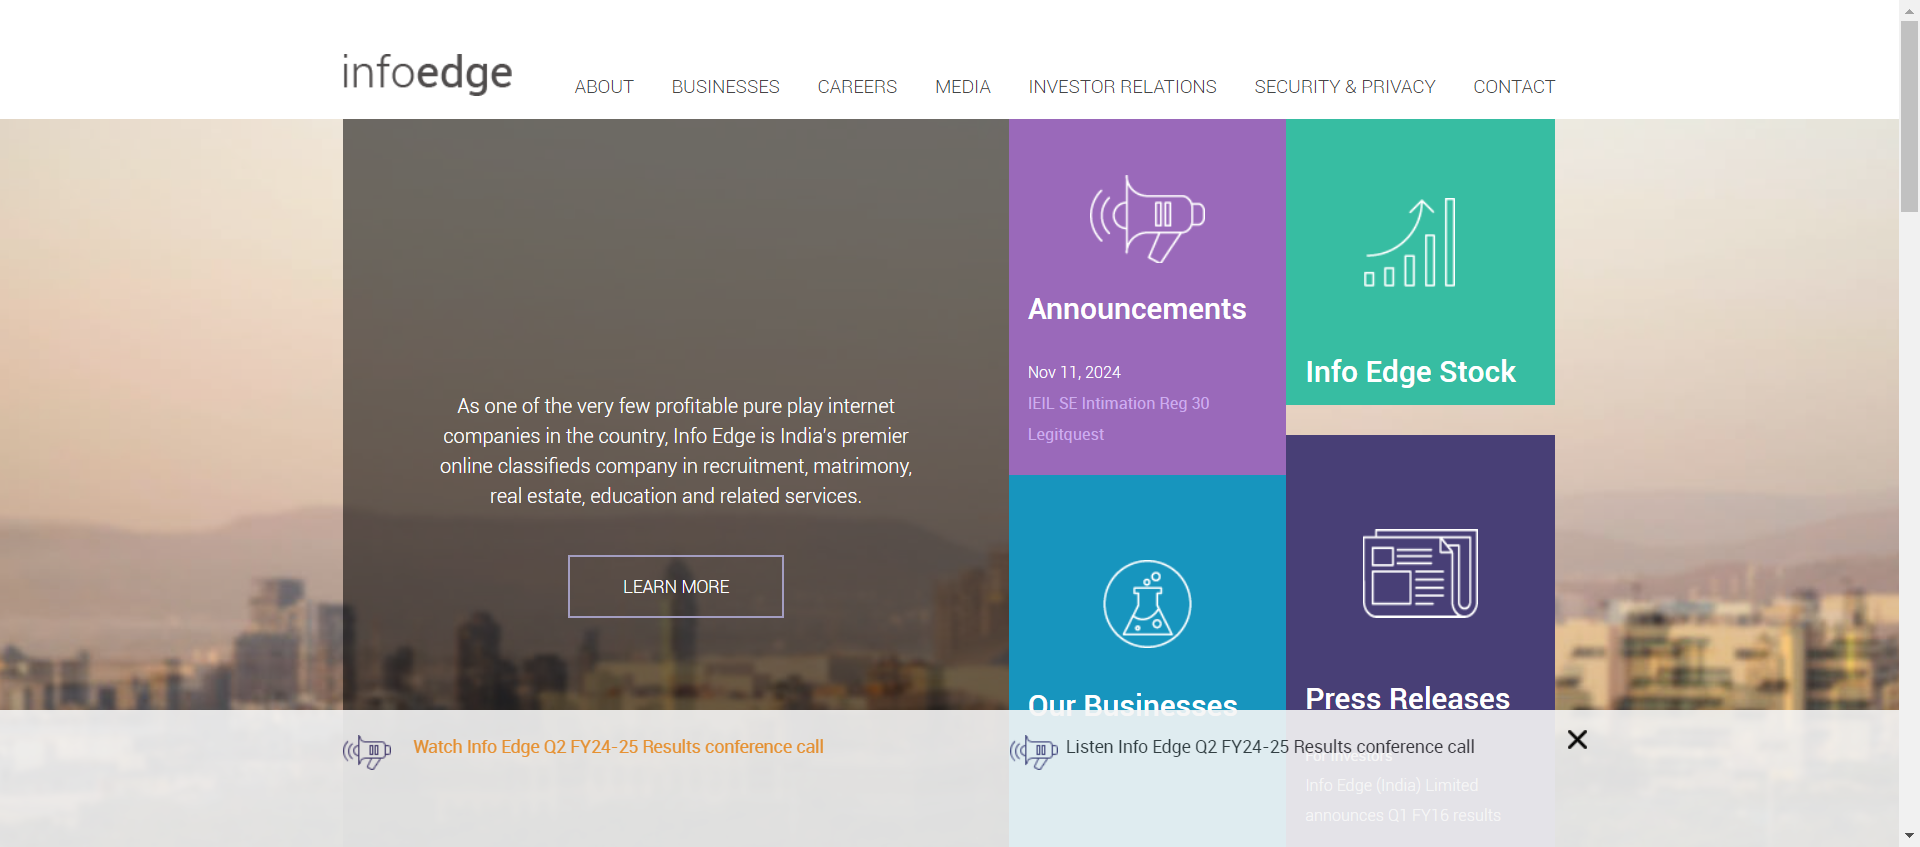 infoedge
ABOUT
BUSINESSES
CAREERS
MEDIA
INVESTOR RELATIONS
SECURITY & PRIVACY
CONTACT
As one of the very few profitable pure play internet
companies in the country, Info Edge is India's premier
online classifieds company in recruitment, matrimony,
real estate, education and related services.
LEARN MORE
Announcements
Nov 11, 2024
IEIL SE Intimation Reg 30
Legitquest
Info Edge Stock
Our Businesses
Press Releases
For Investors
Info Edge (India) Limited
announces Q1 FY16 results
Watch Info Edge Q2 FY24-25 Results conference call
Listen Info Edge Q2 FY24-25 Results conference call